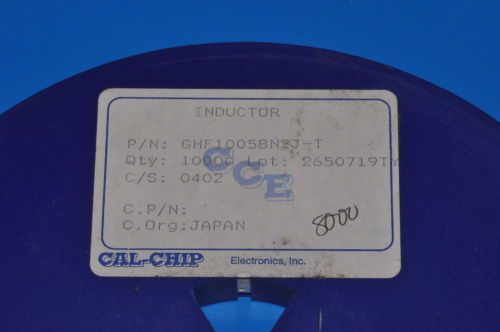 INDUCTOR
P/N: GHF10058N2J-T
Qty: 10000 Lot: 2650719TY
C/S: 0402
CCE
C.P/N:
C.Org:JAPAN
8000
CAL-CHIP Electronics, Inc.